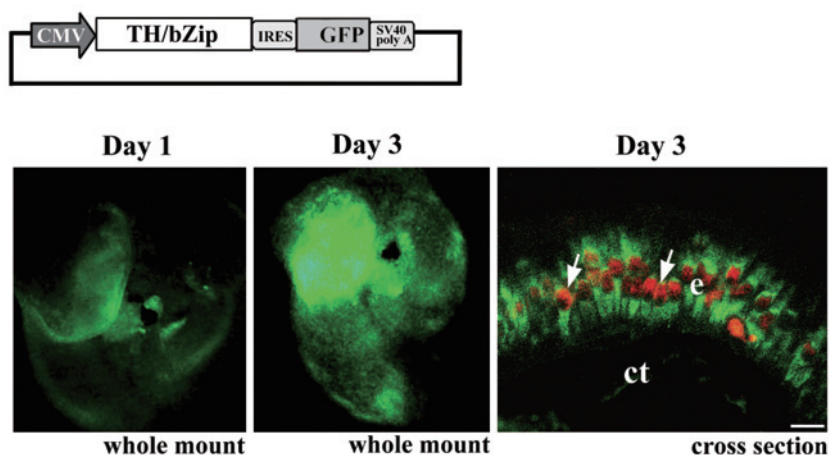 CMV TH/bZip IRES GFP SV40
poly A
Day 1 Day 3 Day 3
e
ct
whole mount whole mount cross section